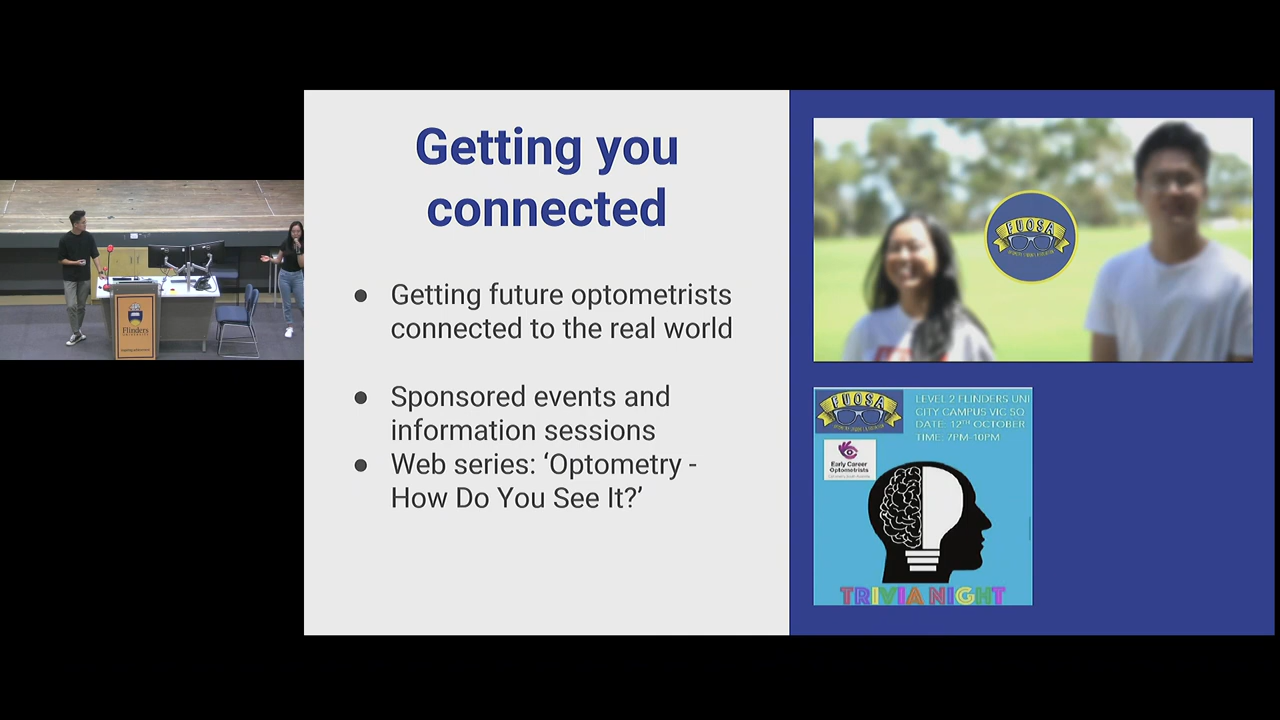 Getting you
connected
● Getting future optometrists
connected to the real world
● Sponsored events and
information sessions
● Web series: ‘Optometry -
How Do You See It?’
FUOSA
FUOSA
LEVEL 2 FLINDERS UNI
CITY CAMPUS VIC SQ
DATE: 12TH OCTOBER
TIME: 7PM-10PM
Early Career
Optometrists
TRIVIA NIGHT
Flinders
UNIVERSITY